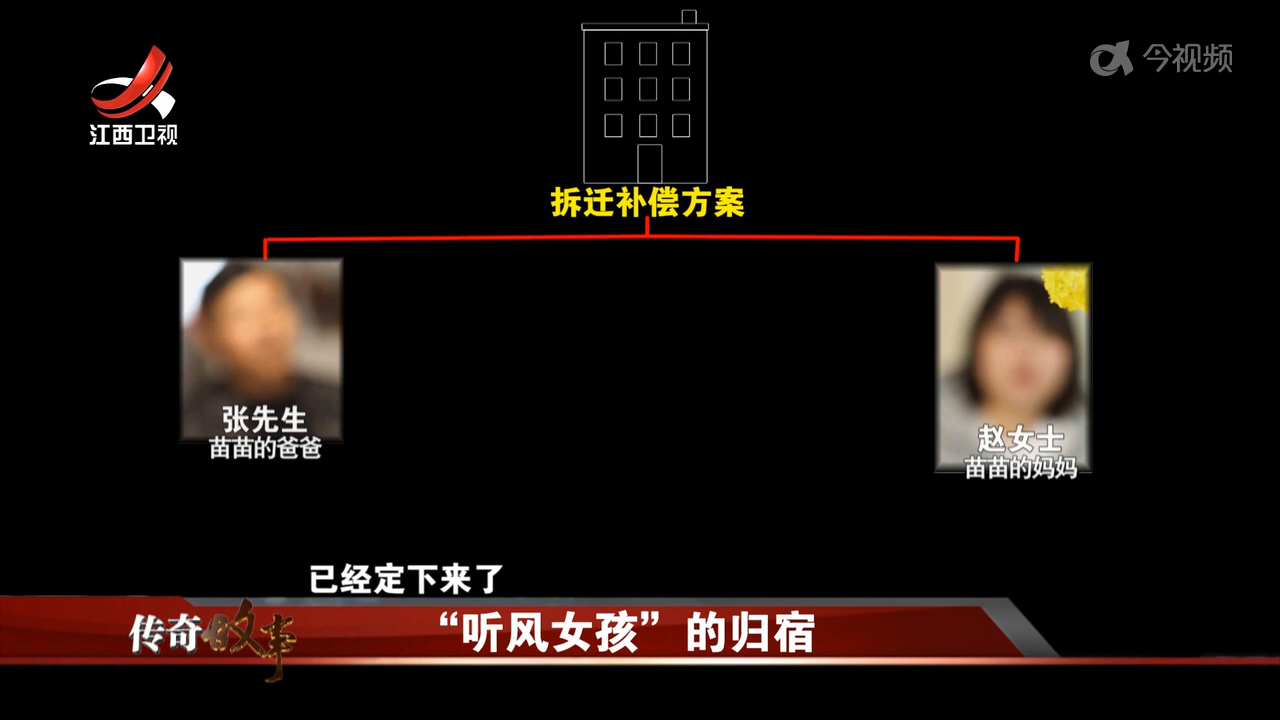 江西卫视
今视频
拆迁补偿方案
张先生
苗苗的爸爸
赵女士
苗苗的妈妈
已经定下来了
传奇故事
“听风女孩”的归宿